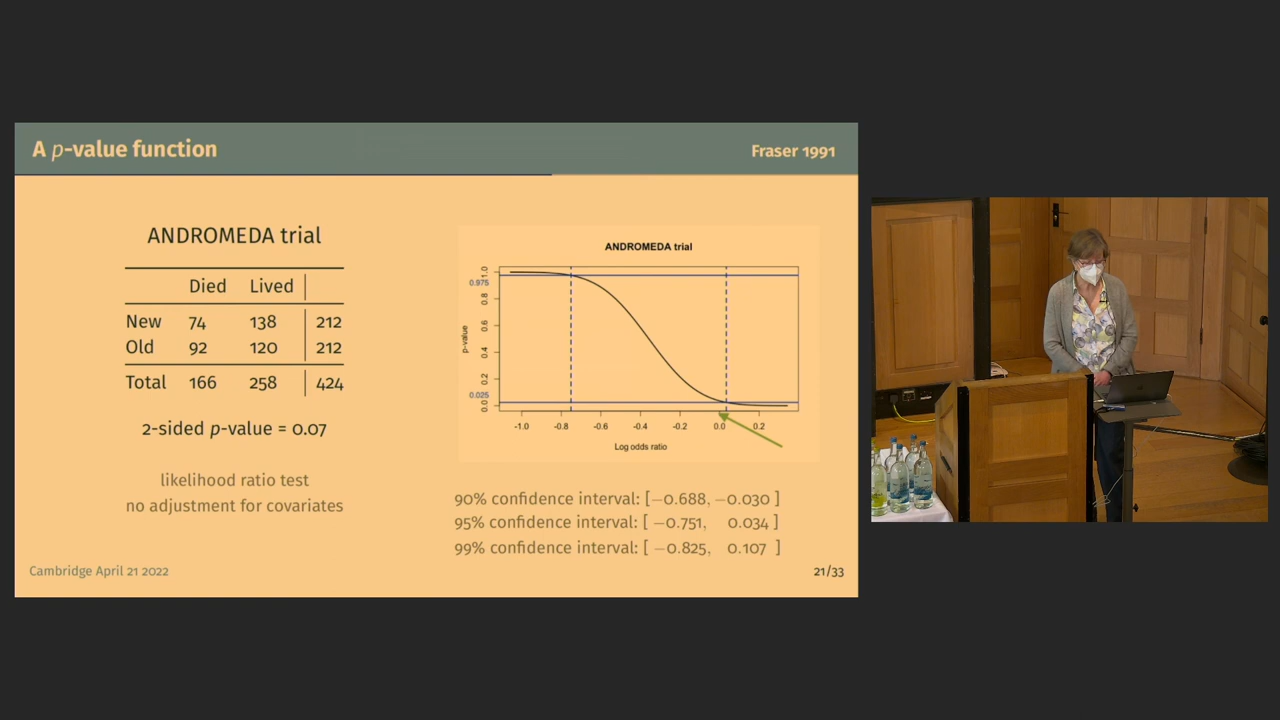 A p-value function
Fraser 1991
ANDROMEDA trial
Died Lived
New 74 138 212
Old 92 120 212
Total 166 258 424
2-sided p-value = 0.07
likelihood ratio test
no adjustment for covariates
ANDROMEDA trial
p-value
1.0
0.975
0.8
0.6
0.4
0.2
0.025
0.0
-1.0 -0.8 -0.6 -0.4 -0.2 0.0 0.2
Log odds ratio
90% confidence interval: [−0.688, −0.030 ]
95% confidence interval: [ −0.751, 0.034 ]
99% confidence interval: [ −0.825, 0.107 ]
Cambridge April 21 2022
21/33